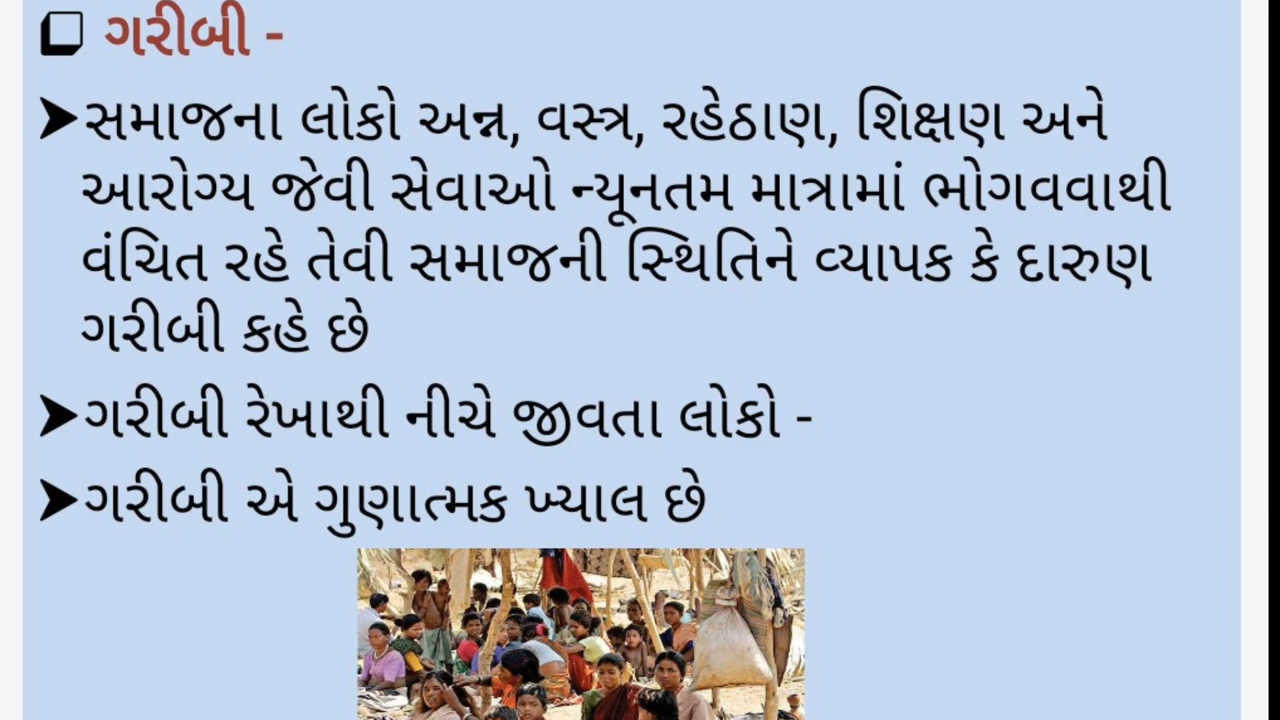 ગરીબી -
સમાજના લોકો અન્ન, વસ્ત્ર, રહેઠાણ, શિક્ષણ અને
આરોગ્ય જેવી સેવાઓ ન્યૂનતમ માત્રામાં ભોગવવાથી
વંચિત રહે તેવી સમાજની સ્થિતિને વ્યાપક કે દારુણ
ગરીબી કહે છે
ગરીબી રેખાથી નીચે જીવતા લોકો -
ગરીબી એ ગુણાત્મક ખ્યાલ છે